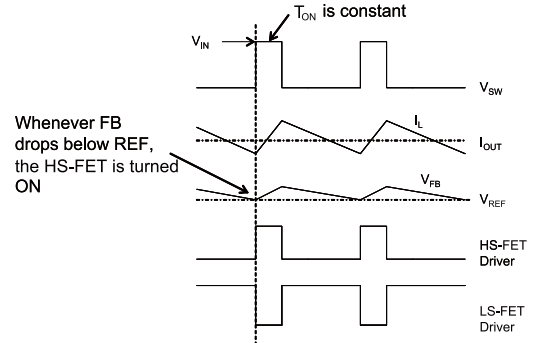 T_ON is constant
V_IN
V_SW
Whenever FB
drops below REF,
the HS-FET is turned
ON
I_L
I_OUT
V_FB
V_REF
HS-FET
Driver
LS-FET
Driver